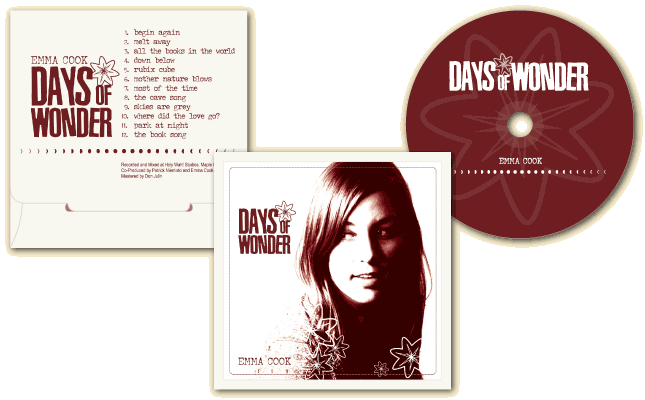 EMMA COOK
DAYS OF
WONDER
1. begin again
2. melt away
3. all the books in the world
4. down below
5. rubix cube
6. mother nature blows
7. most of the time
8. the cave song
9. skies are grey
10. where did the love go?
11. park at night
12. the book song
Recorded and Mixed at Holy Wah! Studios, Maple
Co-Produced by Patrick Niemisto and Emma Cook
Mastered by Don Julin
DAYS OF WONDER
EMMA COOK
DAYS OF
WONDER
EMMA COOK